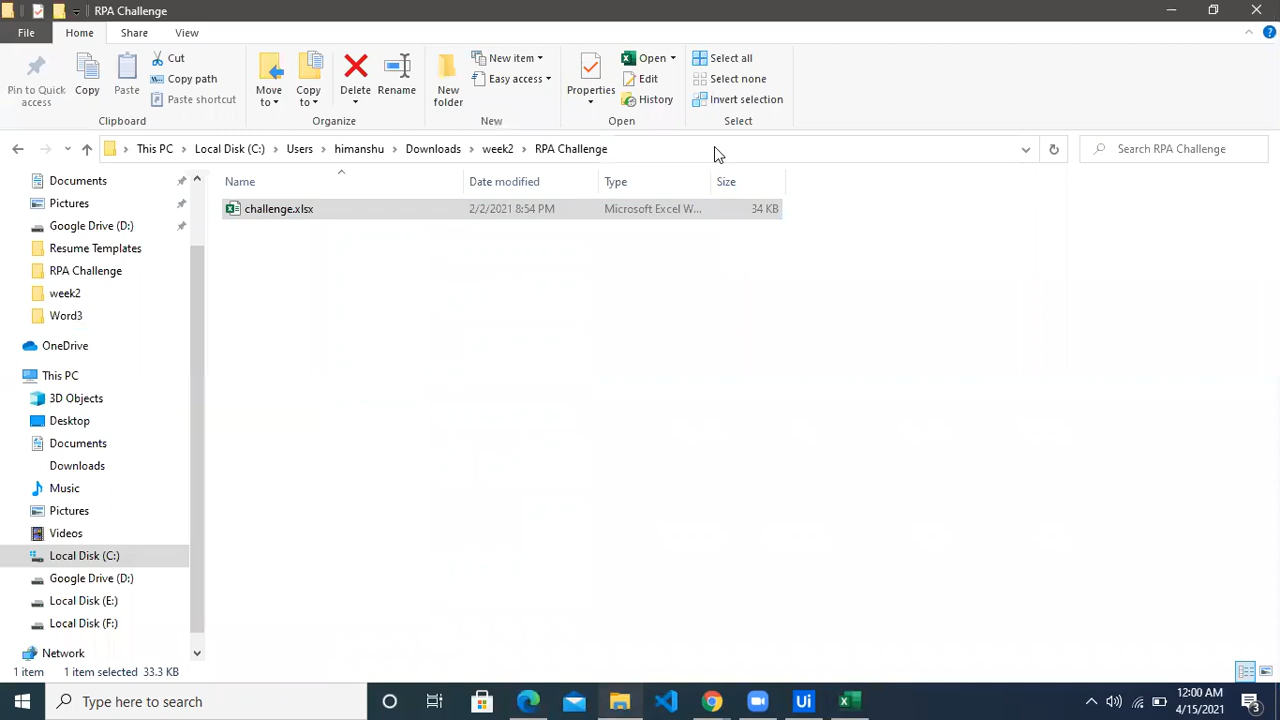 RPA Challenge
File Home Share View
Pin to Quick access
Copy
Paste
Cut
Copy path
Paste shortcut
Clipboard
Move to
Copy to
Delete
Rename
Organize
New folder
New item
Easy access
New
Properties
Open
Edit
History
Open
Select all
Select none
Invert selection
Select
This PC Local Disk (C:) Users himanshu Downloads week2 RPA Challenge
Search RPA Challenge
Name Date modified Type Size
challenge.xlsx 2/2/2021 8:54 PM Microsoft Excel W... 34 KB
Documents
Pictures
Google Drive (D:)
Resume Templates
RPA Challenge
week2
Word3
OneDrive
This PC
3D Objects
Desktop
Documents
Downloads
Music
Pictures
Videos
Local Disk (C:)
Google Drive (D:)
Local Disk (E:)
Local Disk (F:)
Network
1 item 1 item selected 33.3 KB
Type here to search
Ui
12:00 AM
4/15/2021
3